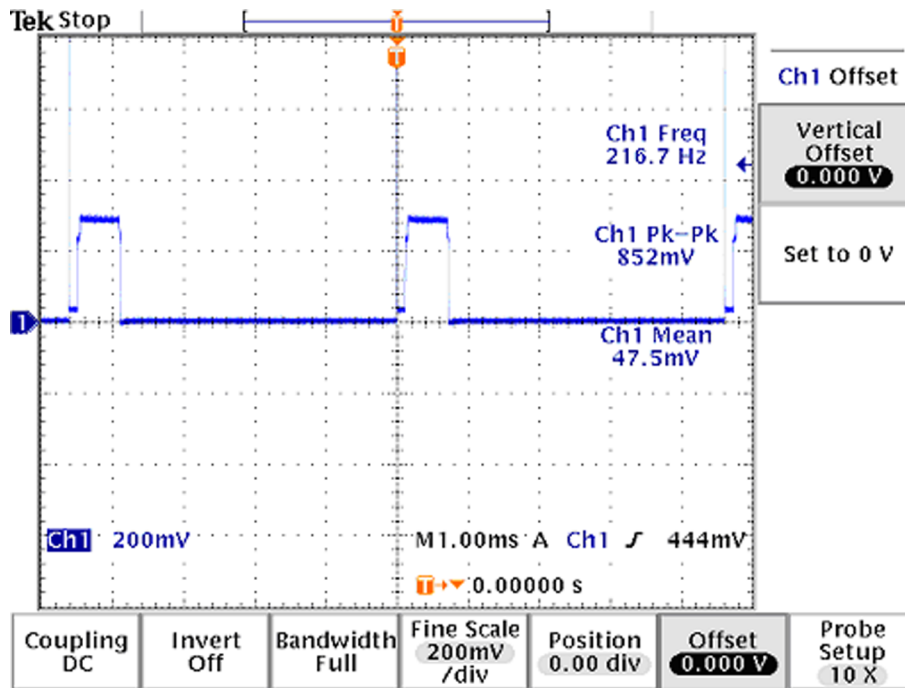 Tek Stop
T
T
Ch1 Offset
Vertical
Offset
0.000 V
Set to 0 V
Ch1 Freq
216.7 Hz
Ch1 Pk-Pk
852mV
1
Ch1 Mean
47.5mV
Ch1 200mV M1.00ms A Ch1 444mV
T 0.00000 s
Coupling
DC
Invert
Off
Bandwidth
Full
Fine Scale
200mV
/div
Position
0.00 div
Offset
0.000 V
Probe
Setup
10 X